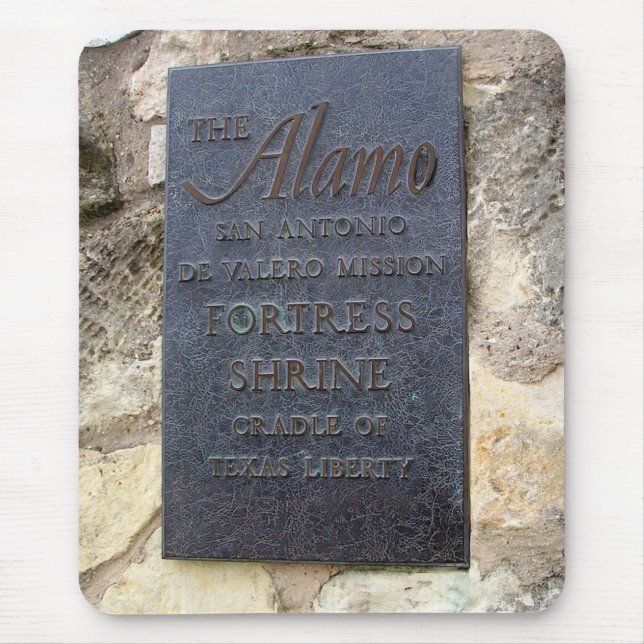 THE Alamo
SAN ANTONIO
DE VALERO MISSION
FORTRESS
SHRINE
CRADLE OF
TEXAS LIBERTY